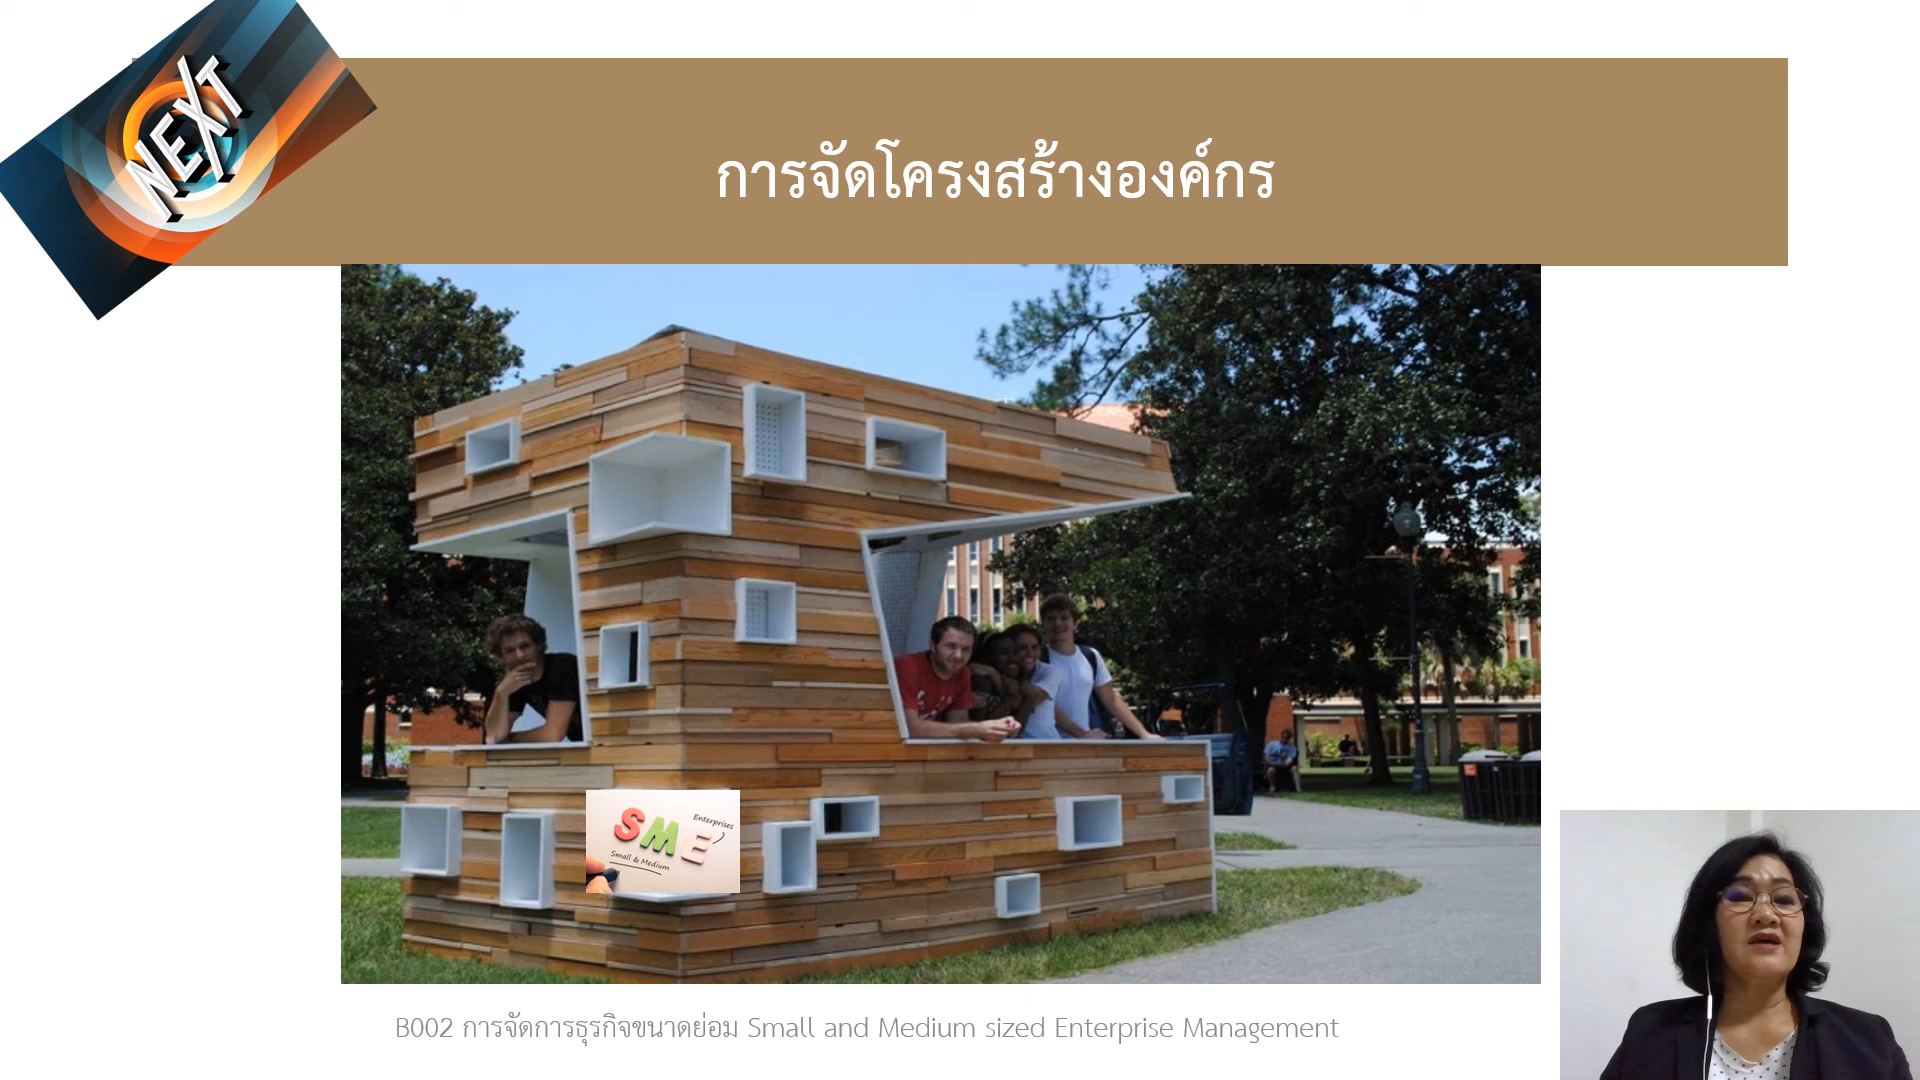 NEXT
การจัดโครงสร้างองค์กร
SME
Enterprises
Small & Medium
B002 การจัดการธุรกิจขนาดย่อม Small and Medium sized Enterprise Management